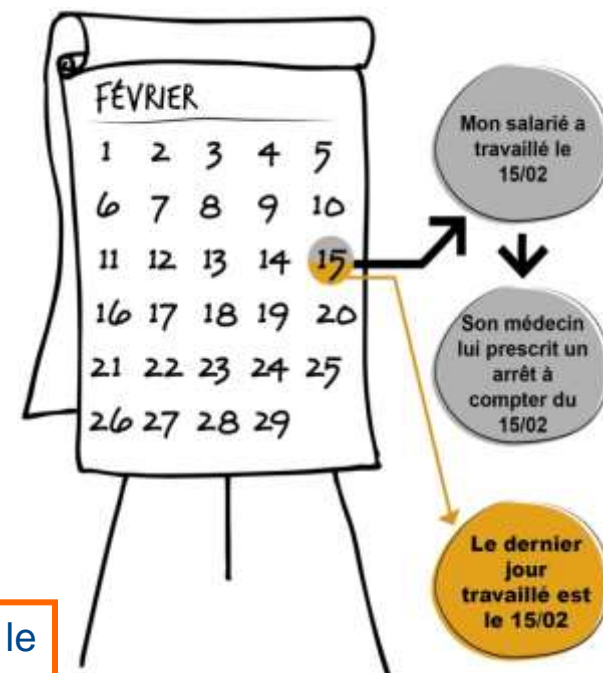 FÉVRIER
1 2 3 4 5
6 7 8 9 10
11 12 13 14 15
16 17 18 19 20
21 22 23 24 25
26 27 28 29
Mon salarié a
travaillé le
15/02
Son médecin
lui prescrit un
arrêt à
compter du
15/02
Le dernier
jour
travaillé est
le 15/02
le